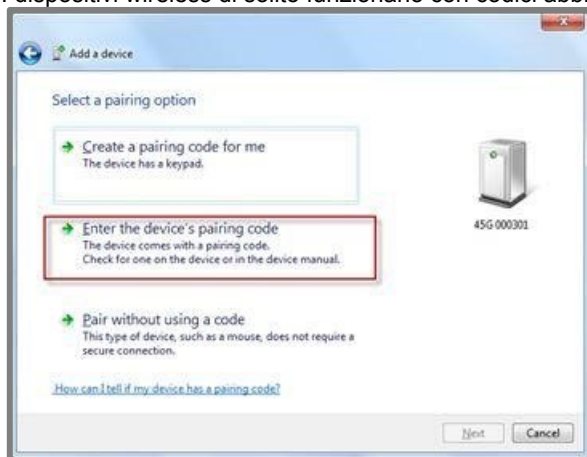 i dispositivi wireless di solito funzionano con codici abb
Add a device
Select a pairing option
Create a pairing code for me
The device has a keypad.
Enter the device's pairing code
The device comes with a pairing code.
Check for one on the device or in the device manual.
45G 000301
Pair without using a code
This type of device, such as a mouse, does not require a
secure connection.
How can I tell if my device has a pairing code?
Next Cancel